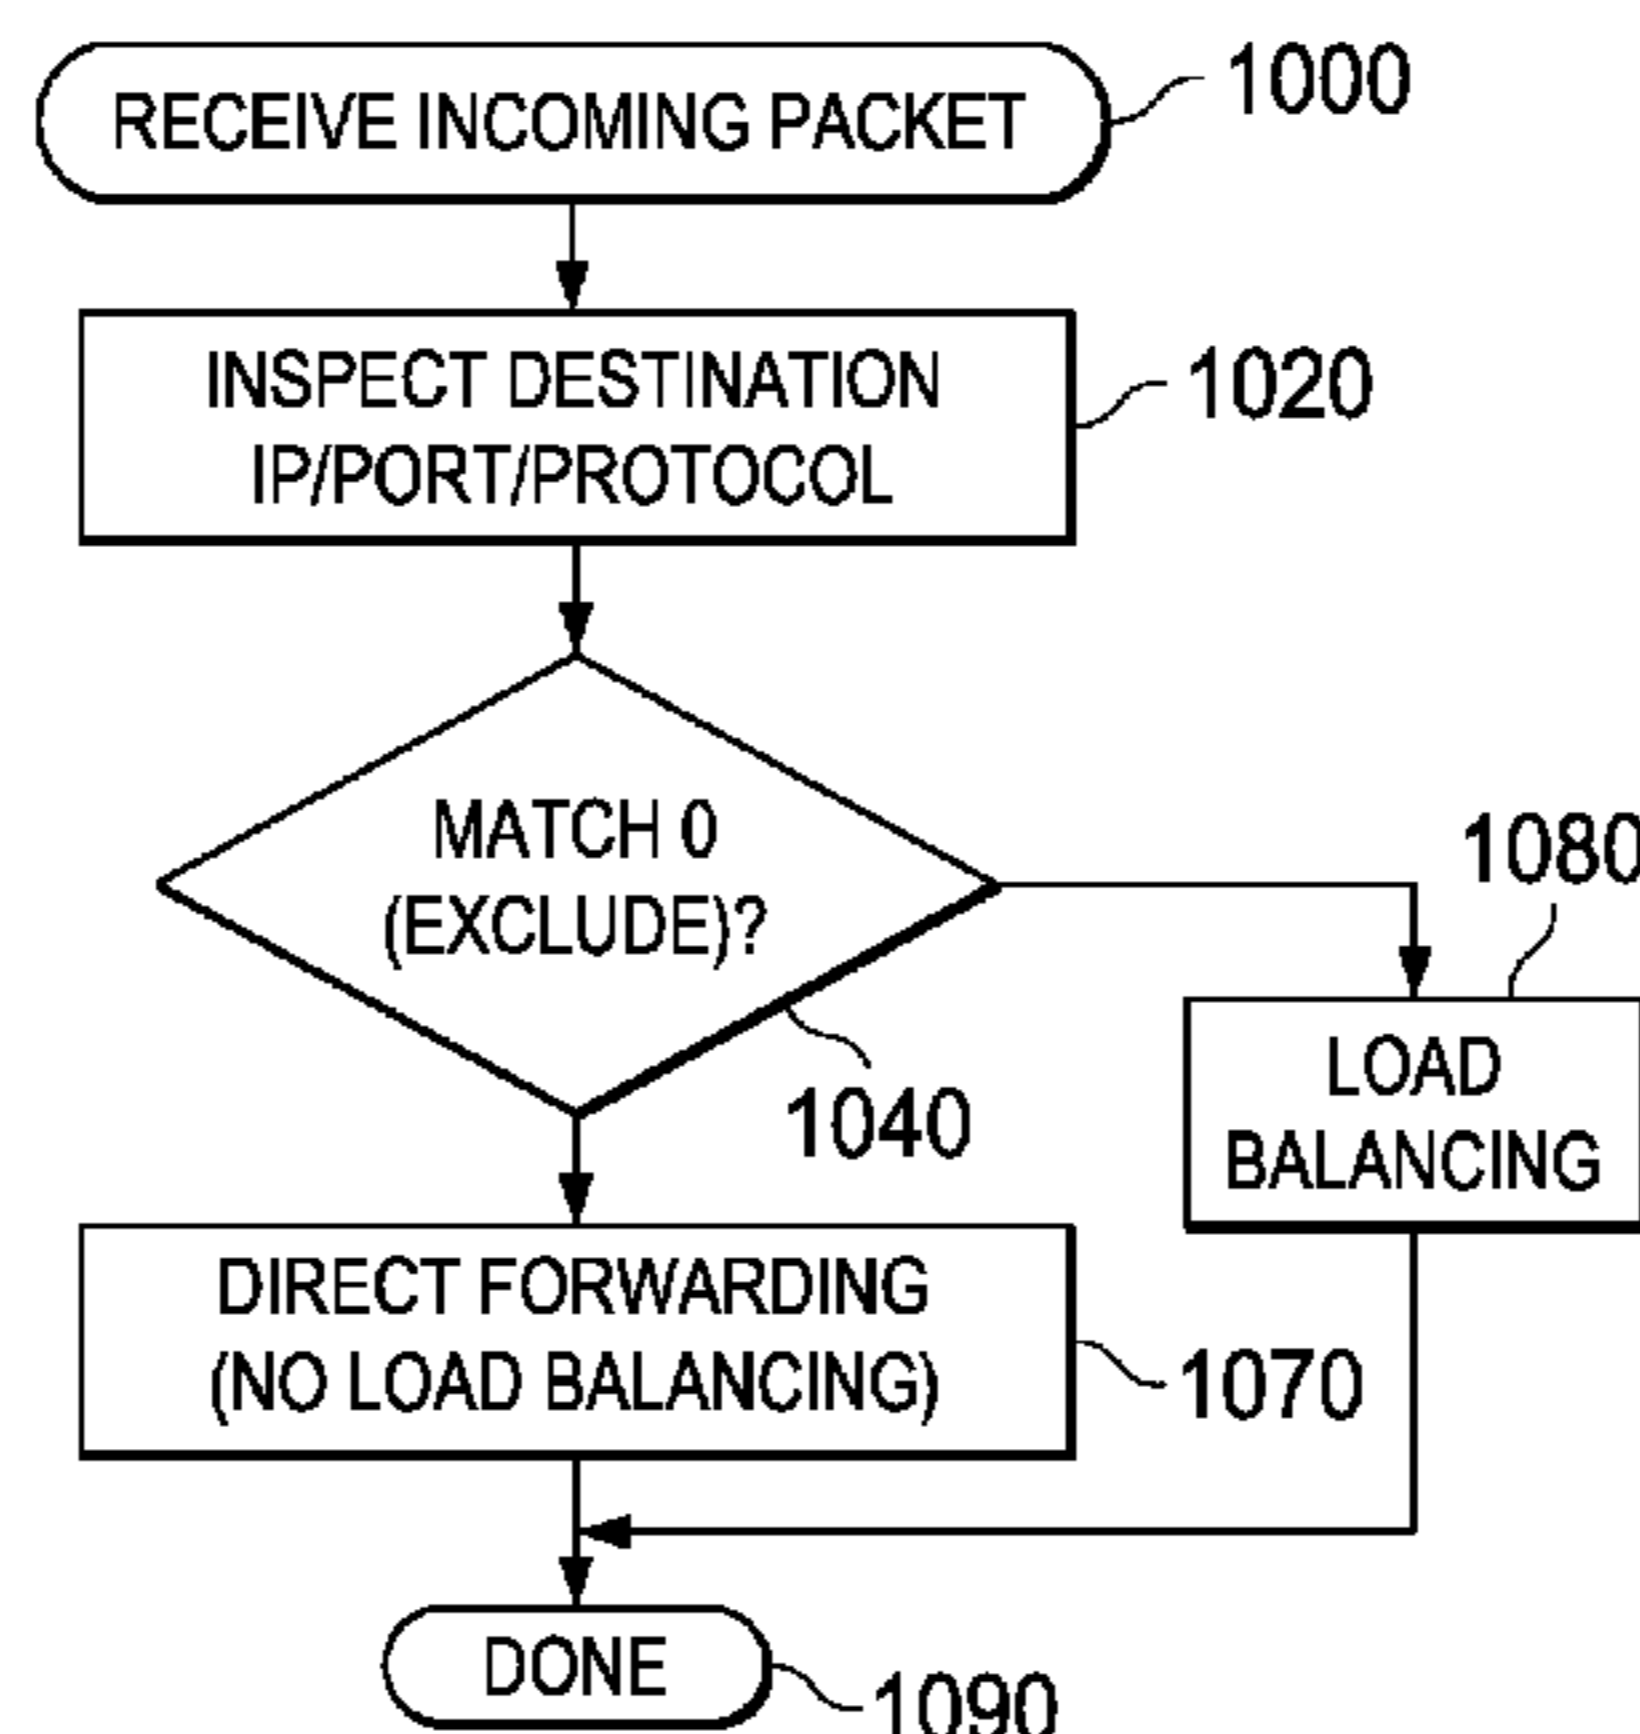 RECEIVE INCOMING PACKET
1000
INSPECT DESTINATION
IP/PORT/PROTOCOL
1020
MATCH 0
(EXCLUDE)?
1040
1080
LOAD
BALANCING
DIRECT FORWARDING
(NO LOAD BALANCING)
1070
DONE
1090